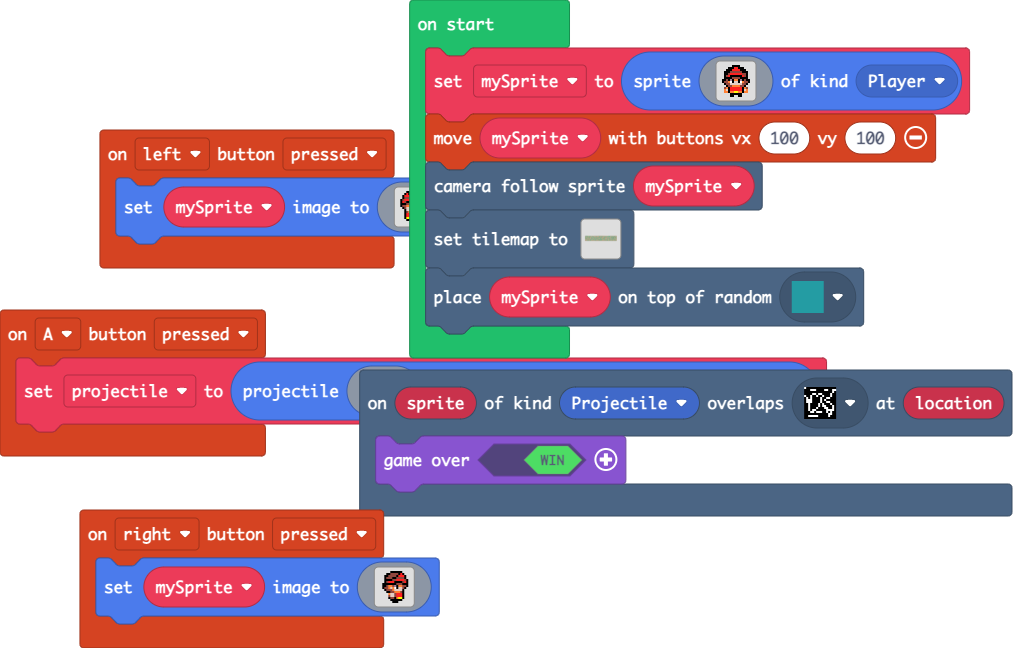 on start
set mySprite to sprite of kind Player
move mySprite with buttons vx 100 vy 100
camera follow sprite mySprite
set tilemap to
place mySprite on top of random
on left button pressed
set mySprite image to
on A button pressed
set projectile to projectile
on sprite of kind Projectile overlaps at location
game over WIN
on right button pressed
set mySprite image to